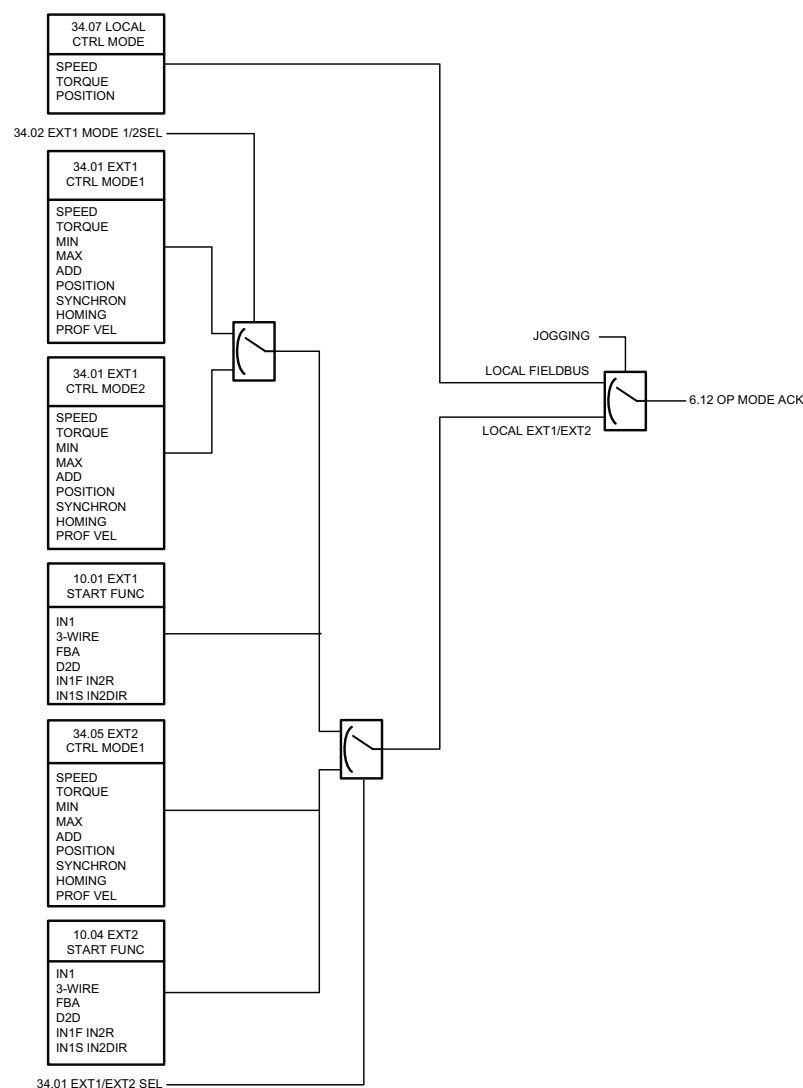 34.07 LOCAL
CTRL MODE
SPEED
TORQUE
POSITION
34.02 EXT1 MODE 1/2SEL
34.01 EXT1
CTRL MODE1
SPEED
TORQUE
MIN
MAX
ADD
POSITION
SYNCHRON
HOMING
PROF VEL
34.01 EXT1
CTRL MODE2
SPEED
TORQUE
MIN
MAX
ADD
POSITION
SYNCHRON
HOMING
PROF VEL
JOGGING
LOCAL FIELDBUS
6.12 OP MODE ACK
LOCAL EXT1/EXT2
10.01 EXT1
START FUNC
IN1
3-WIRE
FBA
D2D
IN1F IN2R
IN1S IN2DIR
34.05 EXT2
CTRL MODE1
SPEED
TORQUE
MIN
MAX
ADD
POSITION
SYNCHRON
HOMING
PROF VEL
10.04 EXT2
START FUNC
IN1
3-WIRE
FBA
D2D
IN1F IN2R
IN1S IN2DIR
34.01 EXT1/EXT2 SEL